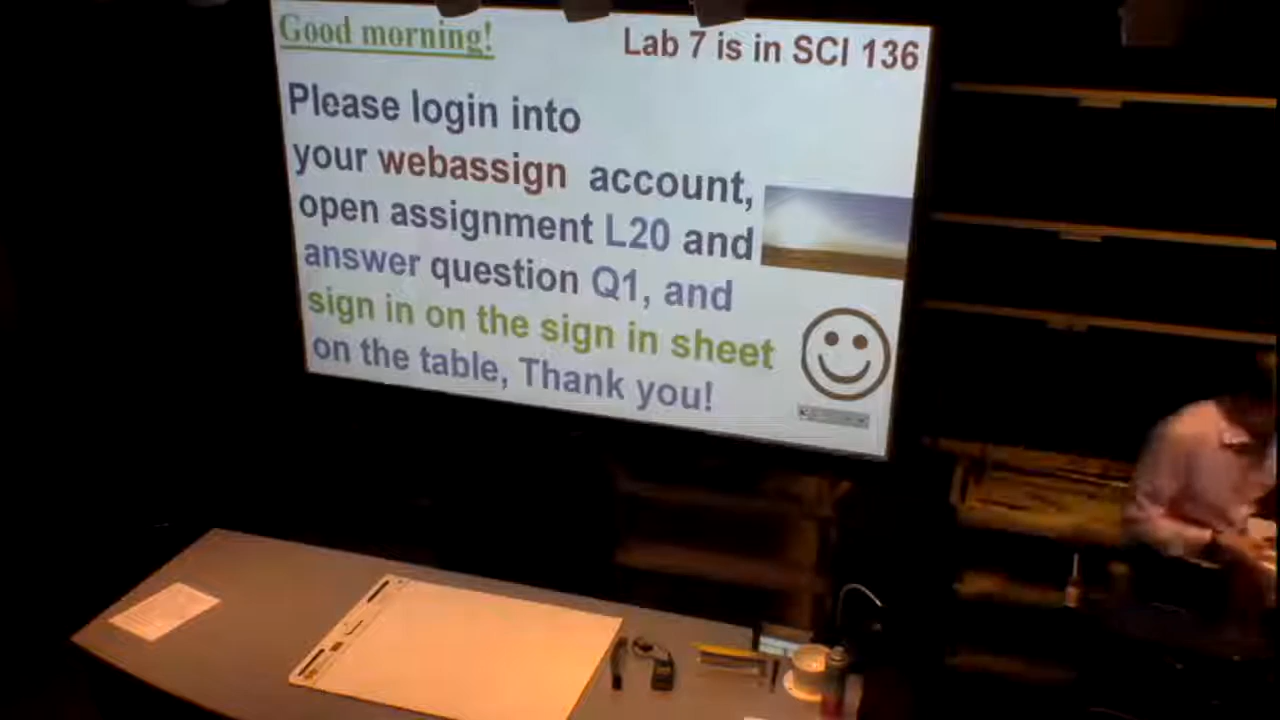 Good morning!
Lab 7 is in SCI 136
Please login into
your webassign account,
open assignment L20 and
answer question Q1, and
sign in on the sign in sheet
on the table, Thank you!